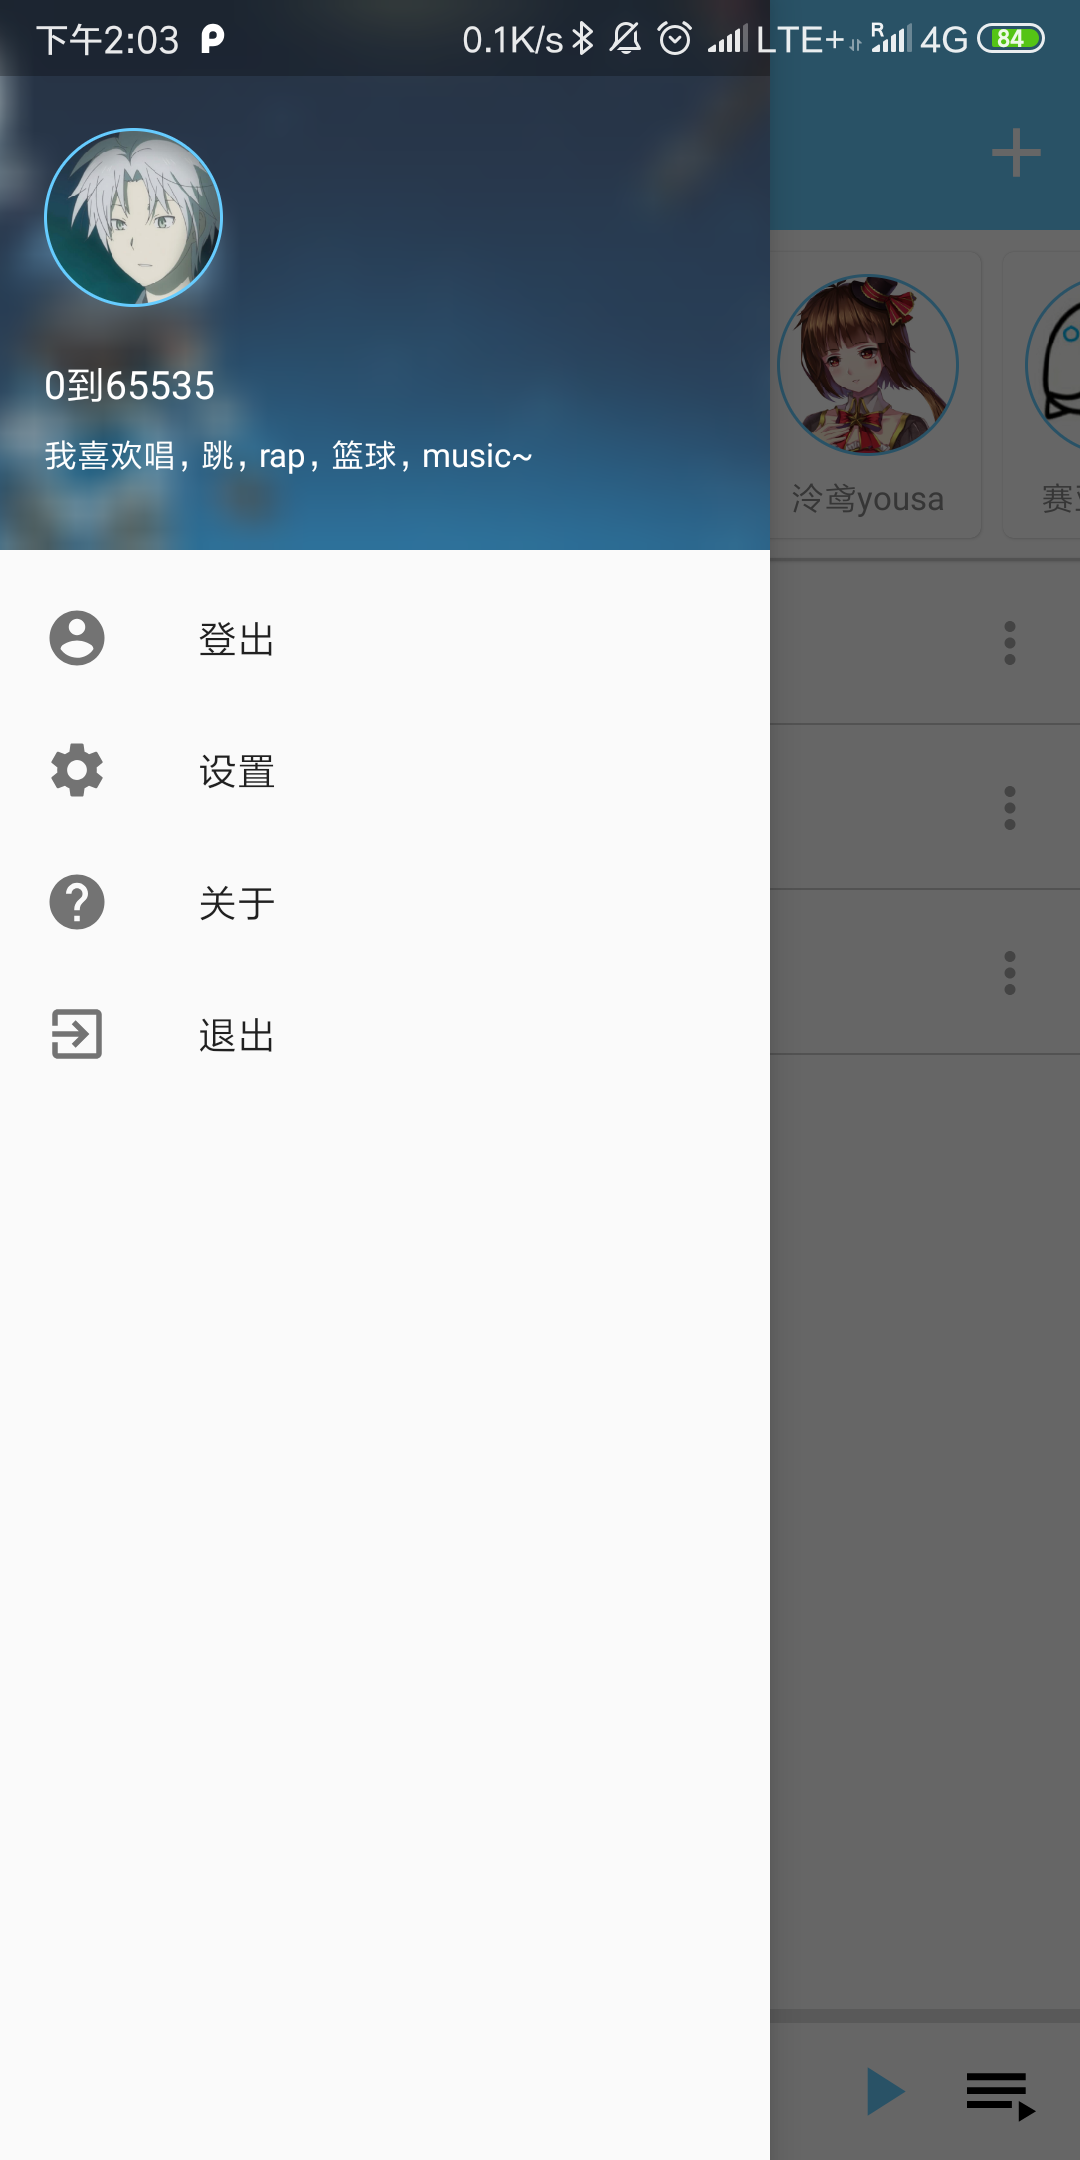 下午2:03 0.1K/s LTE+ R 4G 84
0到65535
我喜欢唱, 跳, rap, 篮球, music~
泠鸢yousa
登出
设置
关于
退出